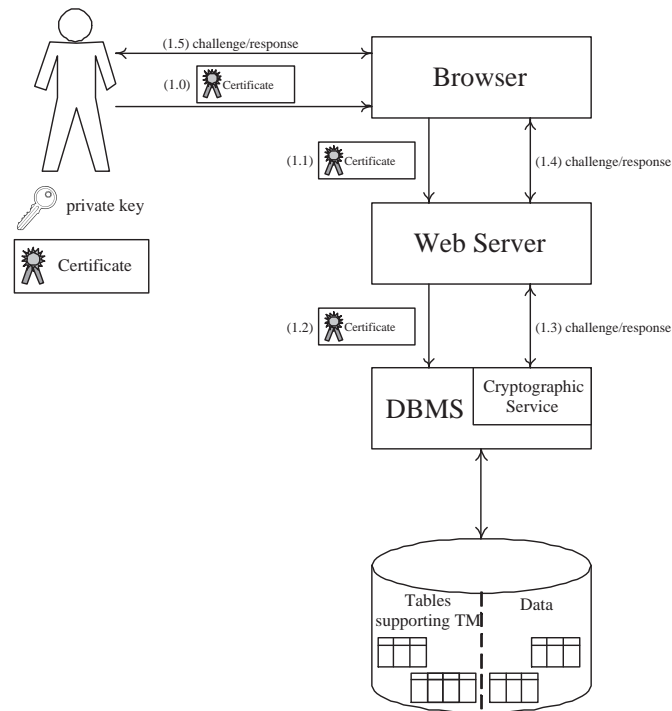 (1.5) challenge/response
(1.0) Certificate
Browser
(1.1) Certificate
(1.4) challenge/response
private key
Certificate
Web Server
(1.2) Certificate
(1.3) challenge/response
DBMS
Cryptographic
Service
Tables
supporting TM
Data